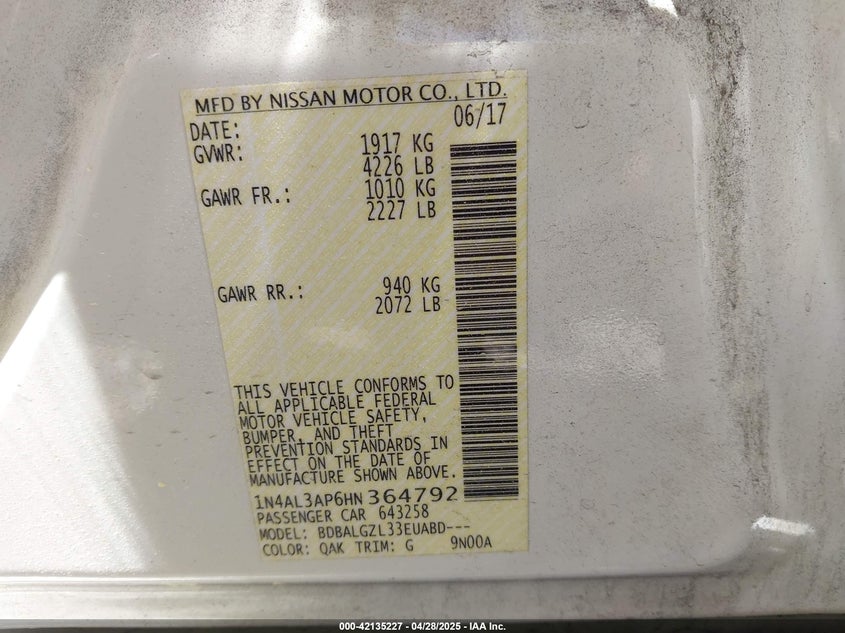 MFD BY NISSAN MOTOR CO., LTD.
DATE: 06/17
GVWR: 1917 KG
4226 LB
GAWR FR.: 1010 KG
2227 LB
GAWR RR.: 940 KG
2072 LB
THIS VEHICLE CONFORMS TO
ALL APPLICABLE FEDERAL
MOTOR VEHICLE SAFETY,
BUMPER, AND THEFT
PREVENTION STANDARDS IN
EFFECT ON THE DATE OF
MANUFACTURE SHOWN ABOVE.
1N4AL3AP6HN 364792
PASSENGER CAR 643258
MODEL: BDBALGZL33EUABD---
COLOR: QAK TRIM: G 9N00A
000-42135227 - 04/28/2025 - IAA Inc.